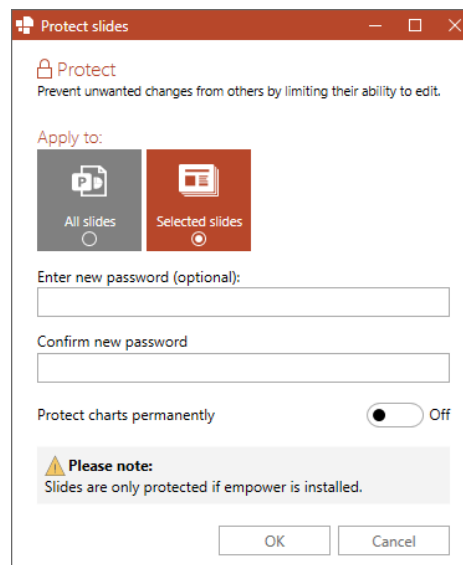 Protect slides
Protect
Prevent unwanted changes from others by limiting their ability to edit.
Apply to:
All slides
Selected slides
Enter new password (optional):
Confirm new password
Protect charts permanently
Off
Please note:
Slides are only protected if empower is installed.
OK
Cancel